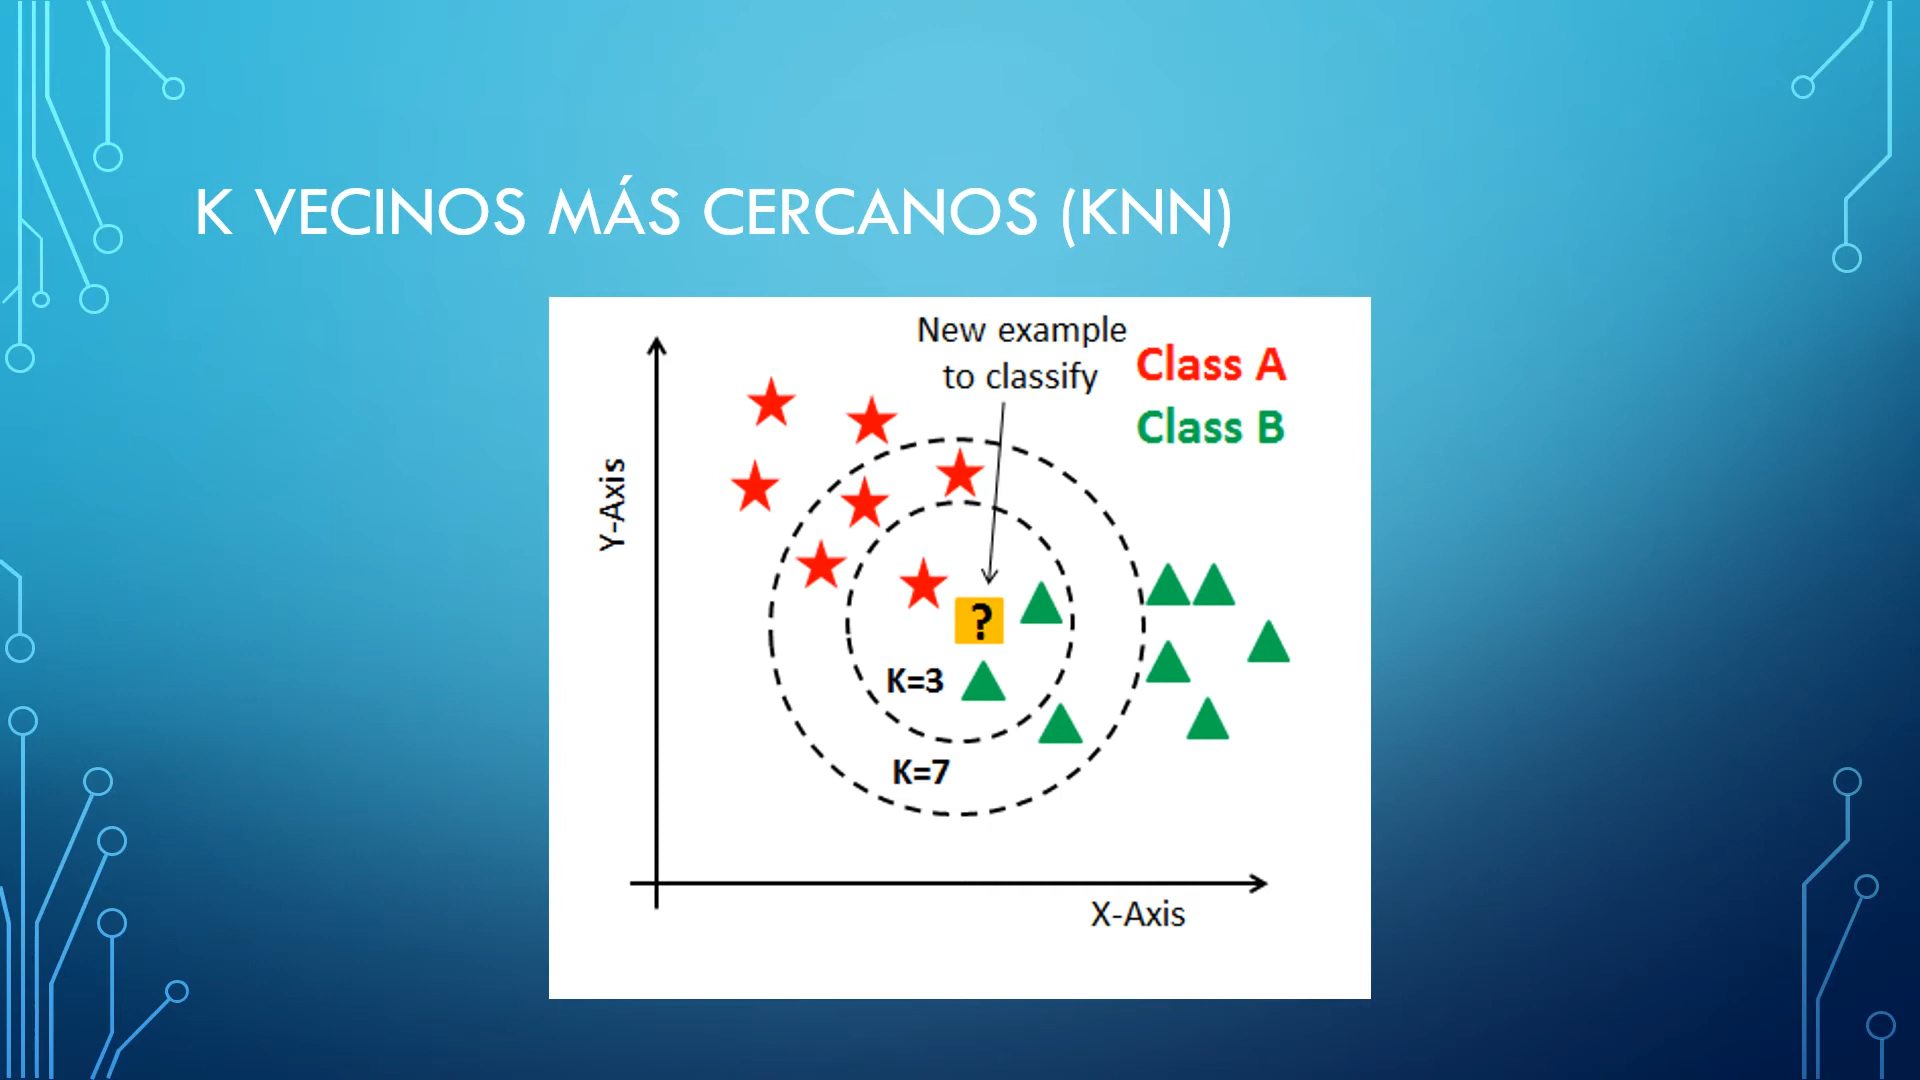 K VECINOS MÁS CERCANOS (KNN)
New example
to classify
Class A
Class B
Y-Axis
?
K=3
K=7
X-Axis